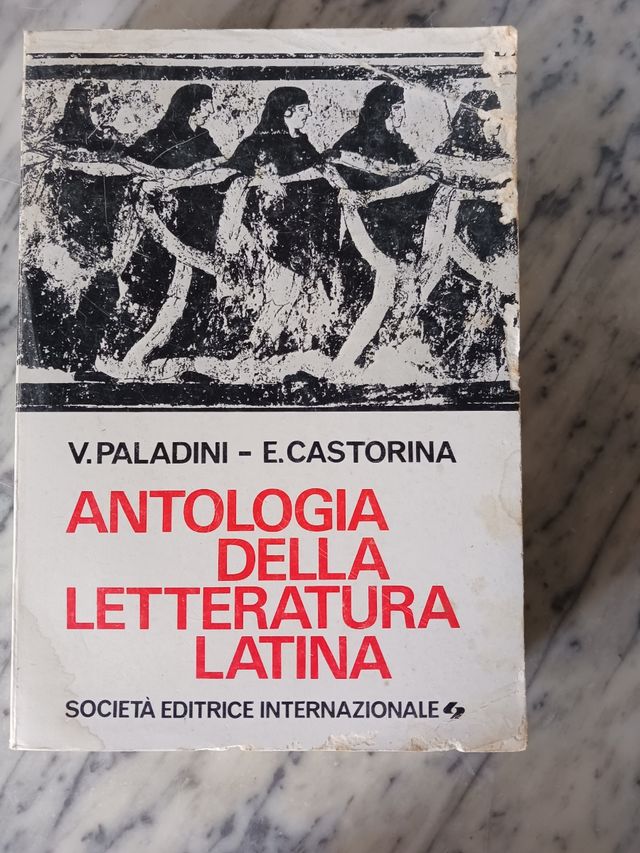 V.PALADINI - E.CASTORINA
ANTOLOGIA
DELLA
LETTERATURA
LATINA
SOCIETÀ EDITRICE INTERNAZIONALE